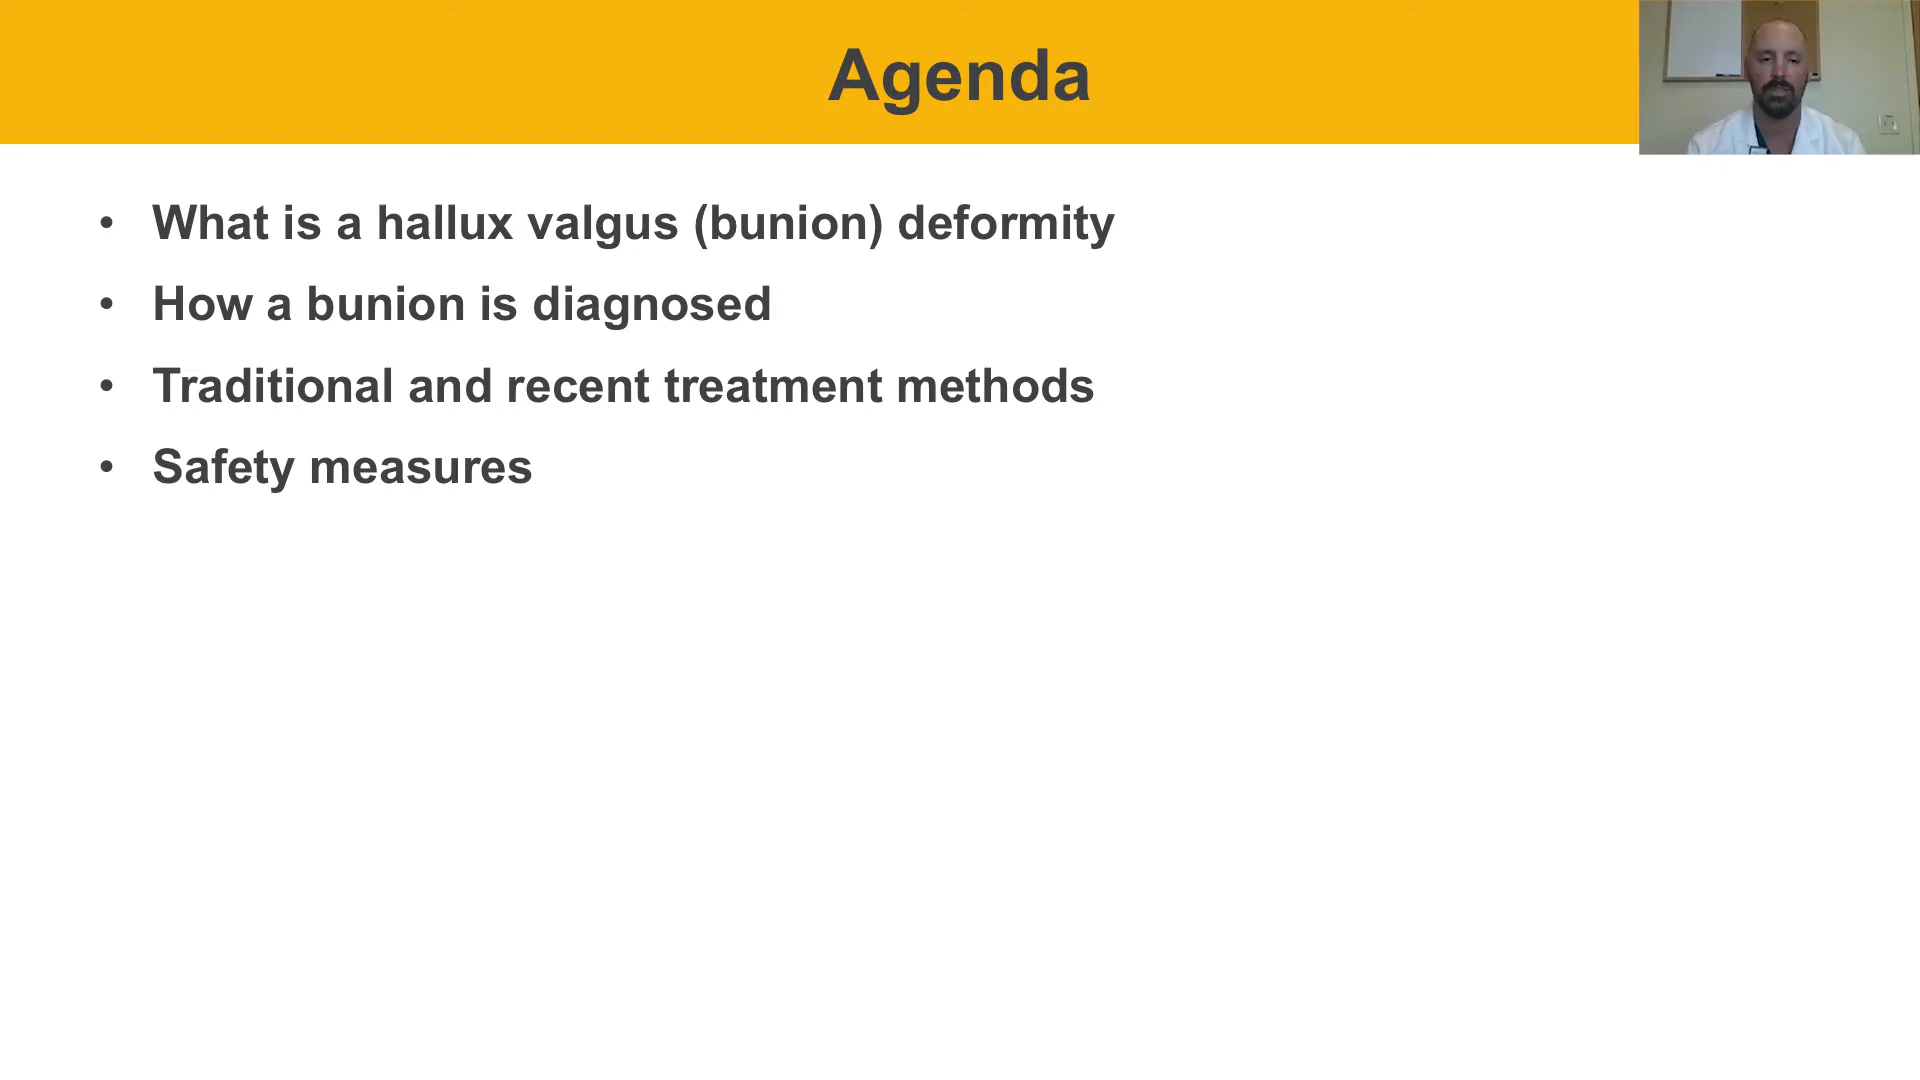 Agenda
• What is a hallux valgus (bunion) deformity
• How a bunion is diagnosed
• Traditional and recent treatment methods
• Safety measures